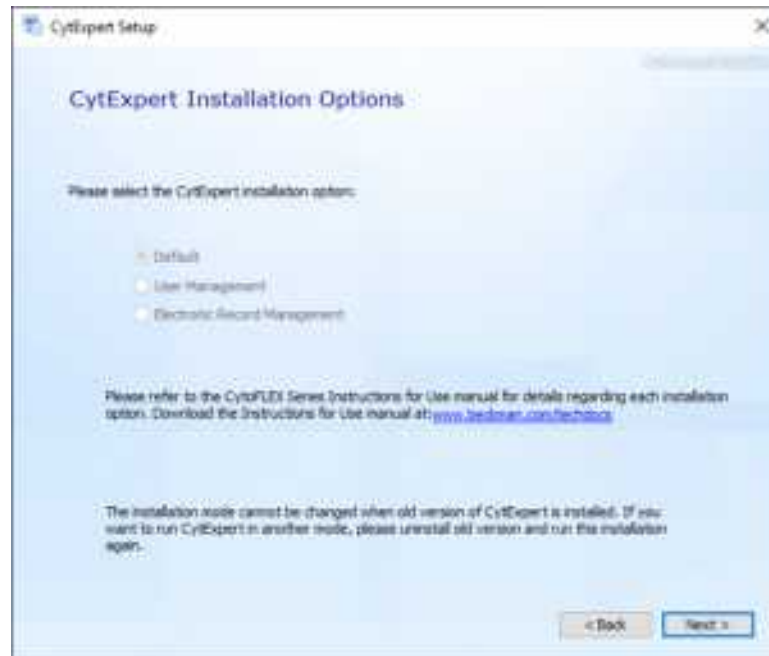 CytExpert Setup
CytExpert Installation Options
Please select the CytExpert installation option:
Default
User Management
Electronic Record Management
Please refer to the CytoFLEX Series Instructions for Use manual for details regarding each installation
option. Download the Instructions for Use manual at: www.beckman.com/techdocs
The installation mode cannot be changed when old version of CytExpert is installed. If you
want to run CytExpert in another mode, please uninstall old version and run this installation
again.
< Back
Next >